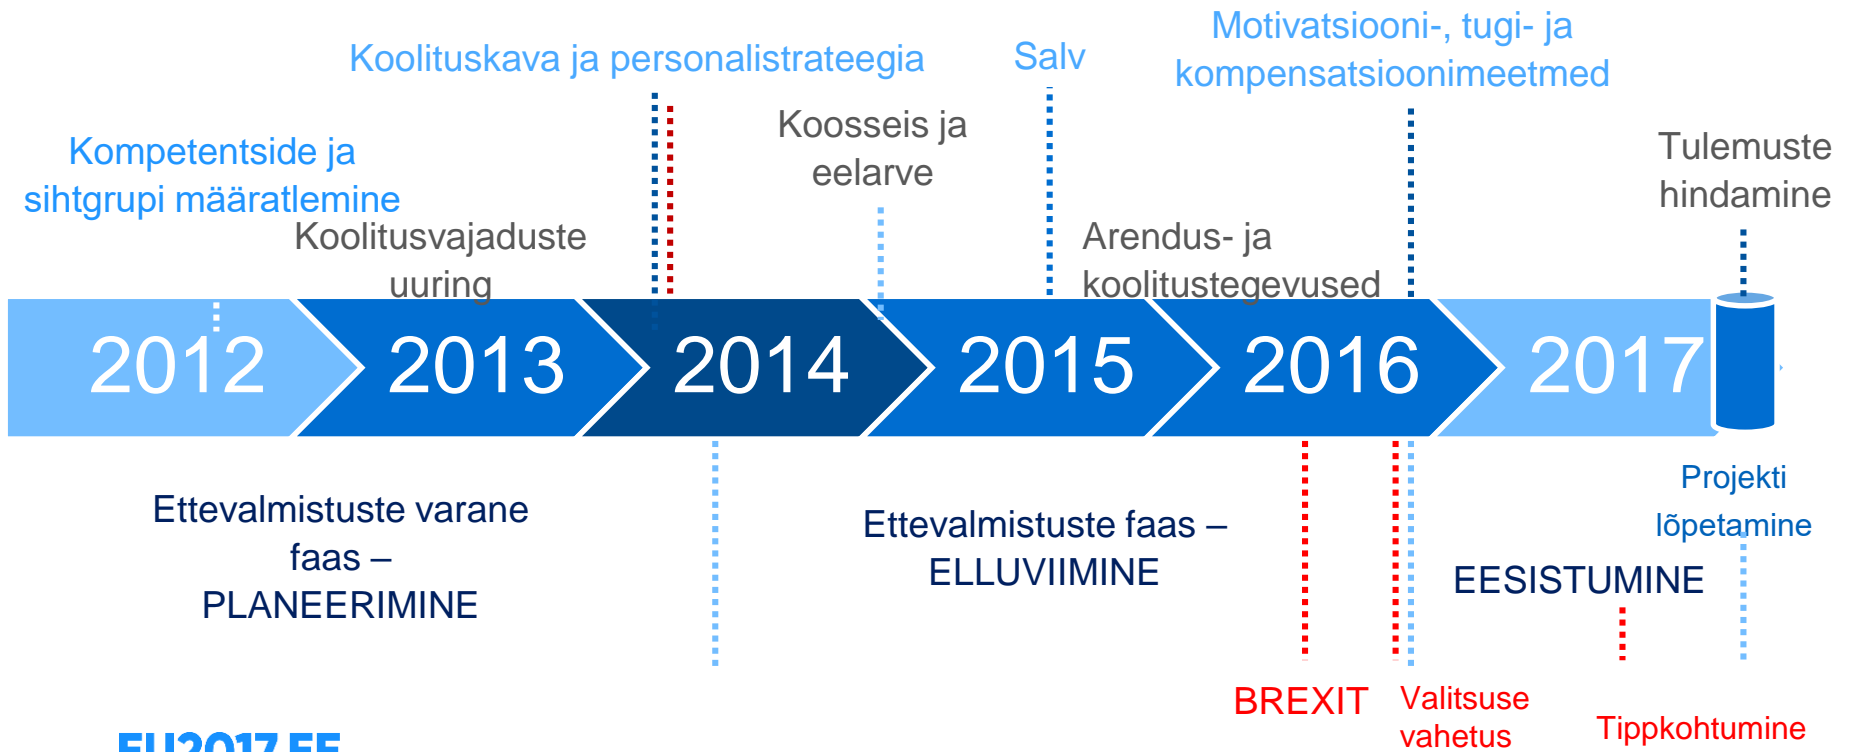 Koolituskava ja personalistrateegia
Salv
Motivatsiooni-, tugi- ja
kompensatsioonimeetmed
Kompetentside ja
sihtgrupi määratlemine
Koosseis ja
eelarve
Tulemuste
hindamine
Koolitusvajaduste
uuring
Arendus- ja
koolitustegevused
2012
2013
2014
2015
2016
2017
Ettevalmistuste varane
faas –
PLANEERIMINE
Ettevalmistuste faas –
ELLUVIIMINE
EESISTUMINE
Projekti
lõpetamine
BREXIT
Valitsuse
vahetus
Tippkohtumine
EU2017.EE